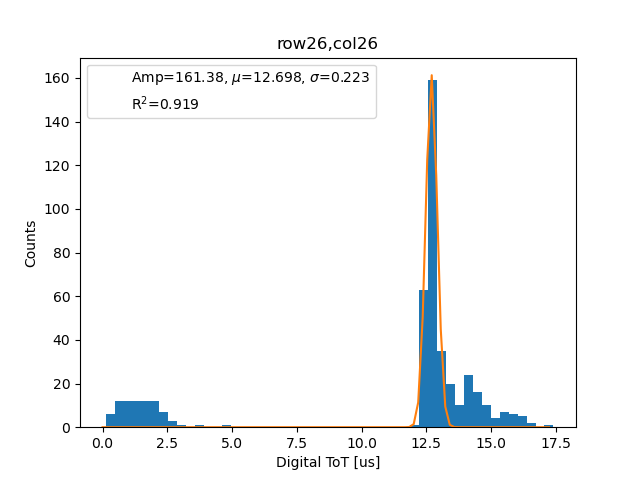 row26,col26
Amp=161.38, μ=12.698, σ=0.223
R²=0.919
Counts
160
140
120
100
80
60
40
20
0
0.0 2.5 5.0 7.5 10.0 12.5 15.0 17.5
Digital ToT [us]